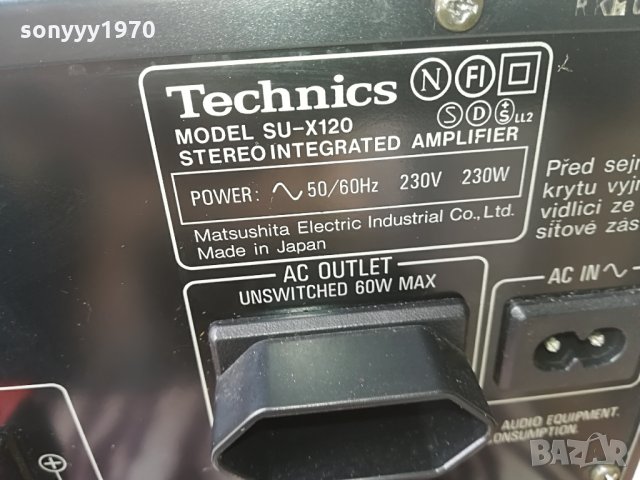 sonyyy1970
Technics
N FI
S D +S LL2
MODEL SU-X120
STEREO INTEGRATED AMPLIFIER
POWER: ∿ 50/60Hz 230V 230W
Matsushita Electric Industrial Co., Ltd.
Made in Japan
Před sejm
krytu vyjm
vidlici ze
síťové zás
AC OUTLET
UNSWITCHED 60W MAX
AC IN ∿
AUDIO EQUIPMENT.
CONSUMPTION.
BAZAR